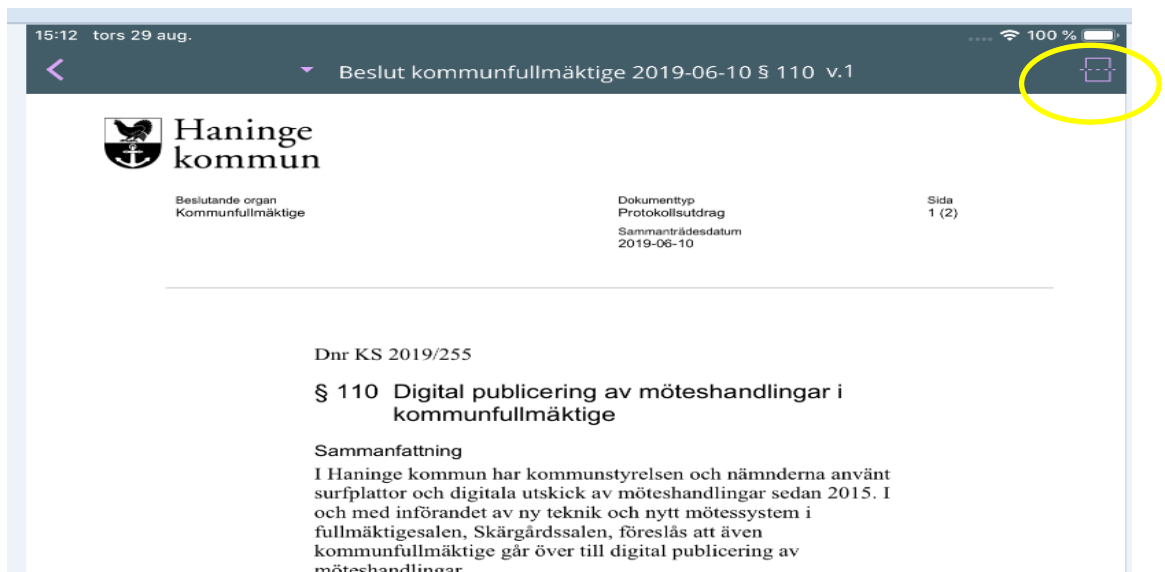 15:12 tors 29 aug.
100 %
Beslut kommunfullmäktige 2019-06-10 § 110 v.1
Haninge
kommun
Beslutande organ
Kommunfullmäktige
Dokumenttyp
Protokollsutdrag
Sammanträdesdatum
2019-06-10
Sida
1 (2)
Dnr KS 2019/255
§ 110 Digital publicering av möteshandlingar i
kommunfullmäktige
Sammanfattning
I Haninge kommun har kommunstyrelsen och nämnderna använt
surfplattor och digitala utskick av möteshandlingar sedan 2015. I
och med införandet av ny teknik och nytt mötessystem i
fullmäktigesalen, Skärgårdssalen, föreslås att även
kommunfullmäktige går över till digital publicering av
möteshandlingar